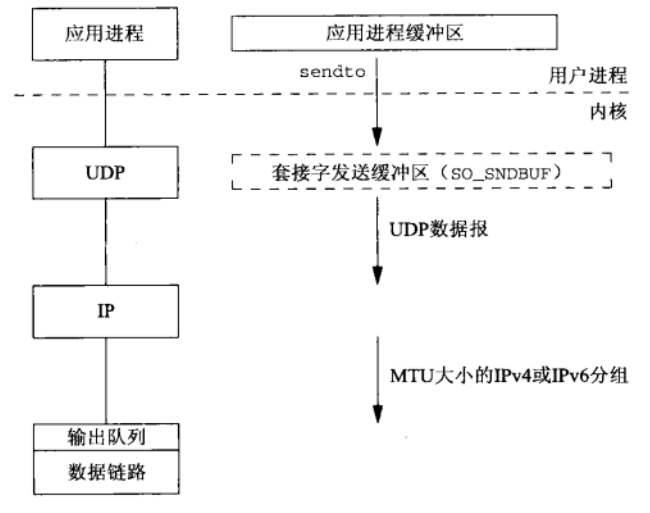 应用进程
应用进程缓冲区
sendto
用户进程
内核
UDP
套接字发送缓冲区（SO_SNDBUF）
UDP数据报
IP
MTU大小的IPv4或IPv6分组
输出队列
数据链路